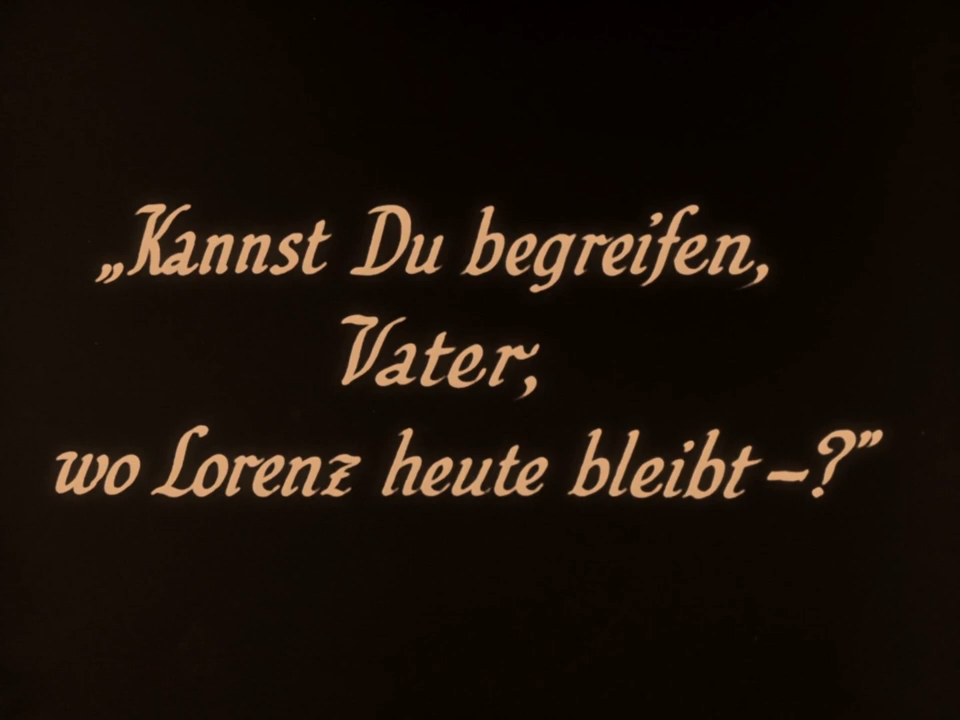 „Kannst Du begreifen,
Vater,
wo Lorenz heute bleibt –?”